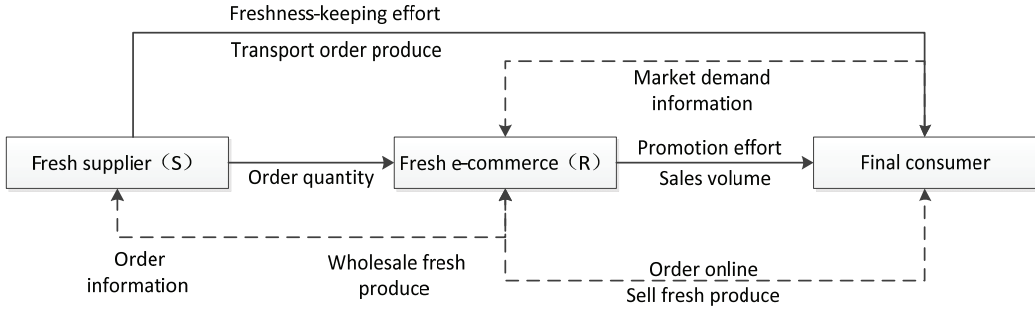 Freshness-keeping effort
Transport order produce
Market demand
information
Fresh supplier（S）
Order quantity
Fresh e-commerce（R）
Promotion effort
Sales volume
Final consumer
Order
information
Wholesale fresh
produce
Order online
Sell fresh produce